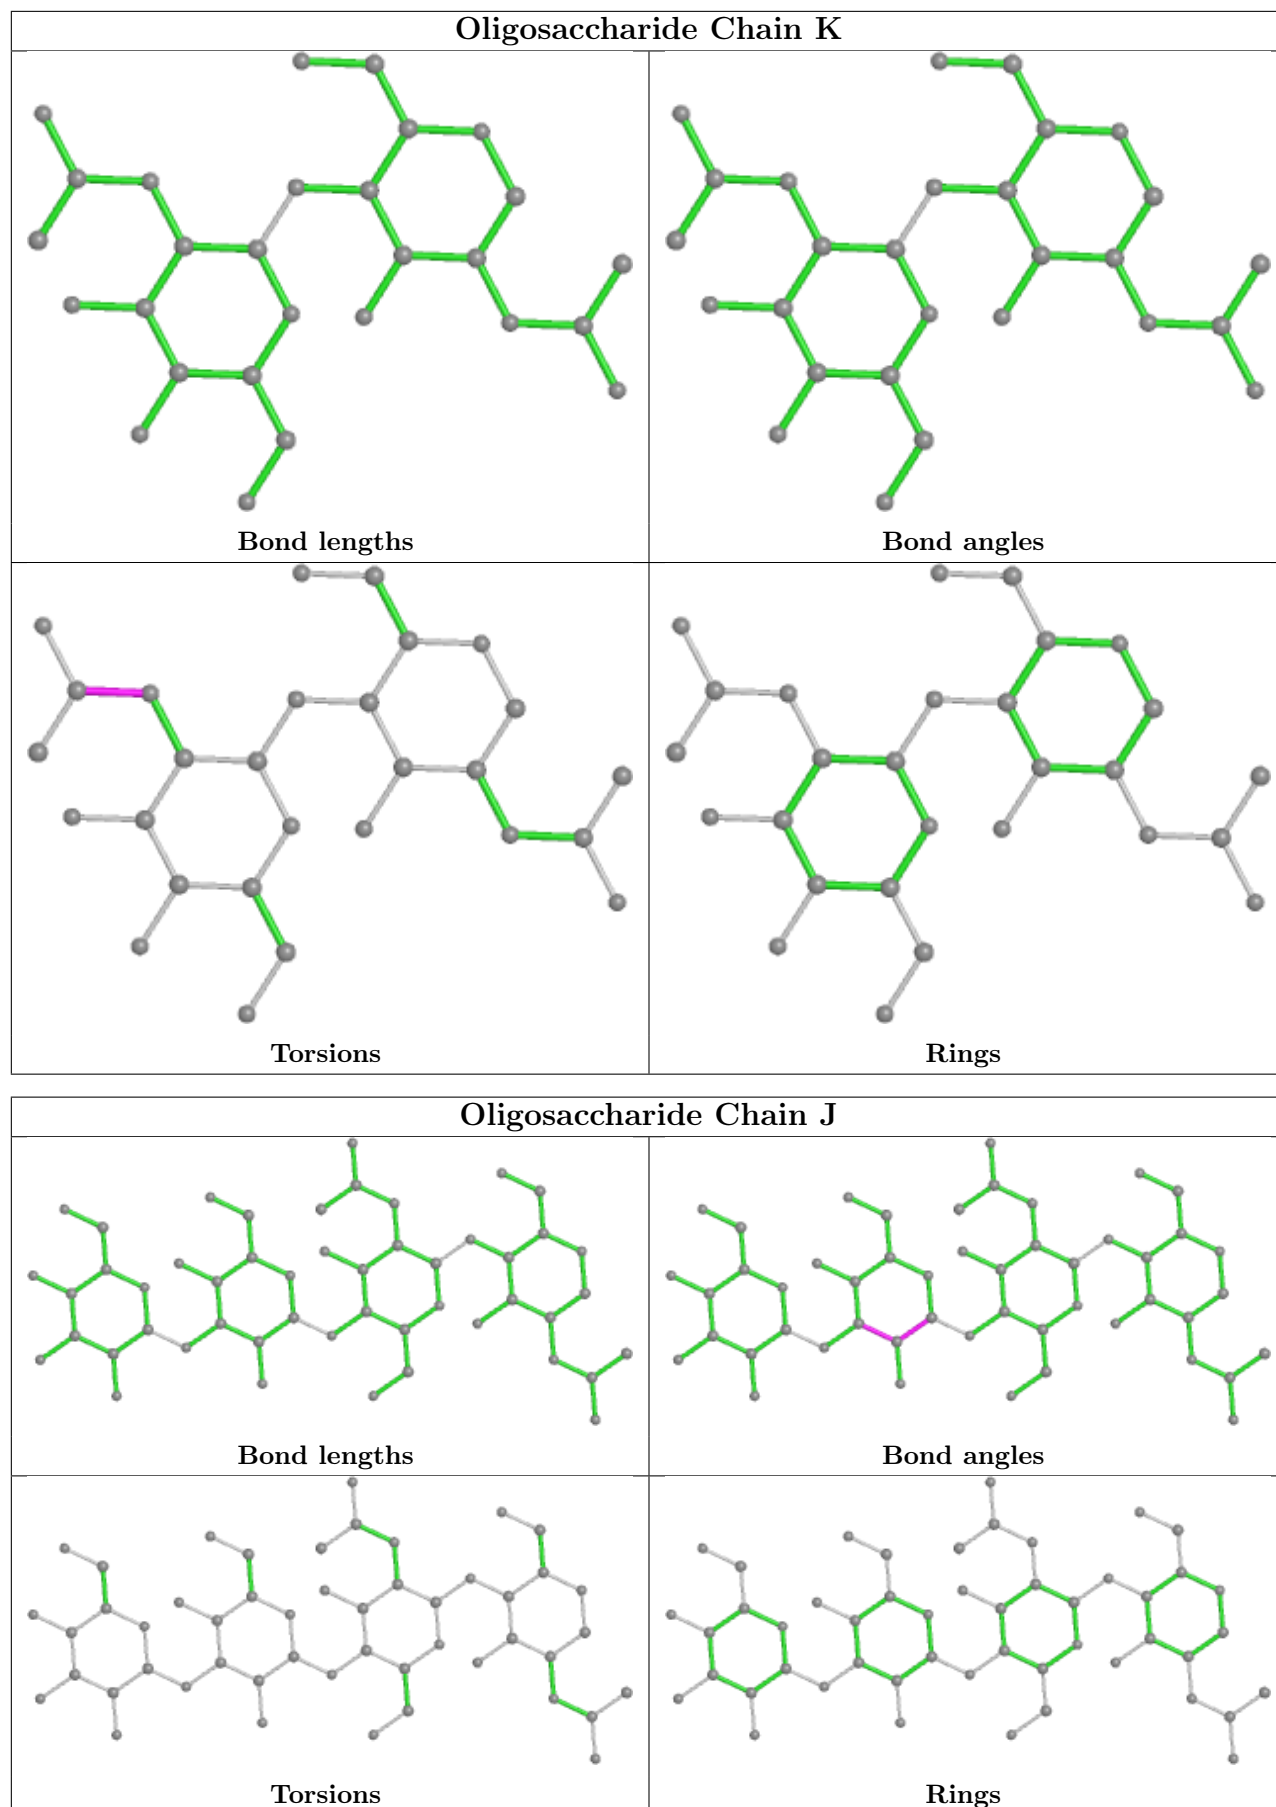 Oligosaccharide Chain K
Bond lengths
Bond angles
Torsions
Rings
Oligosaccharide Chain J
Bond lengths
Bond angles
Torsions
Rings